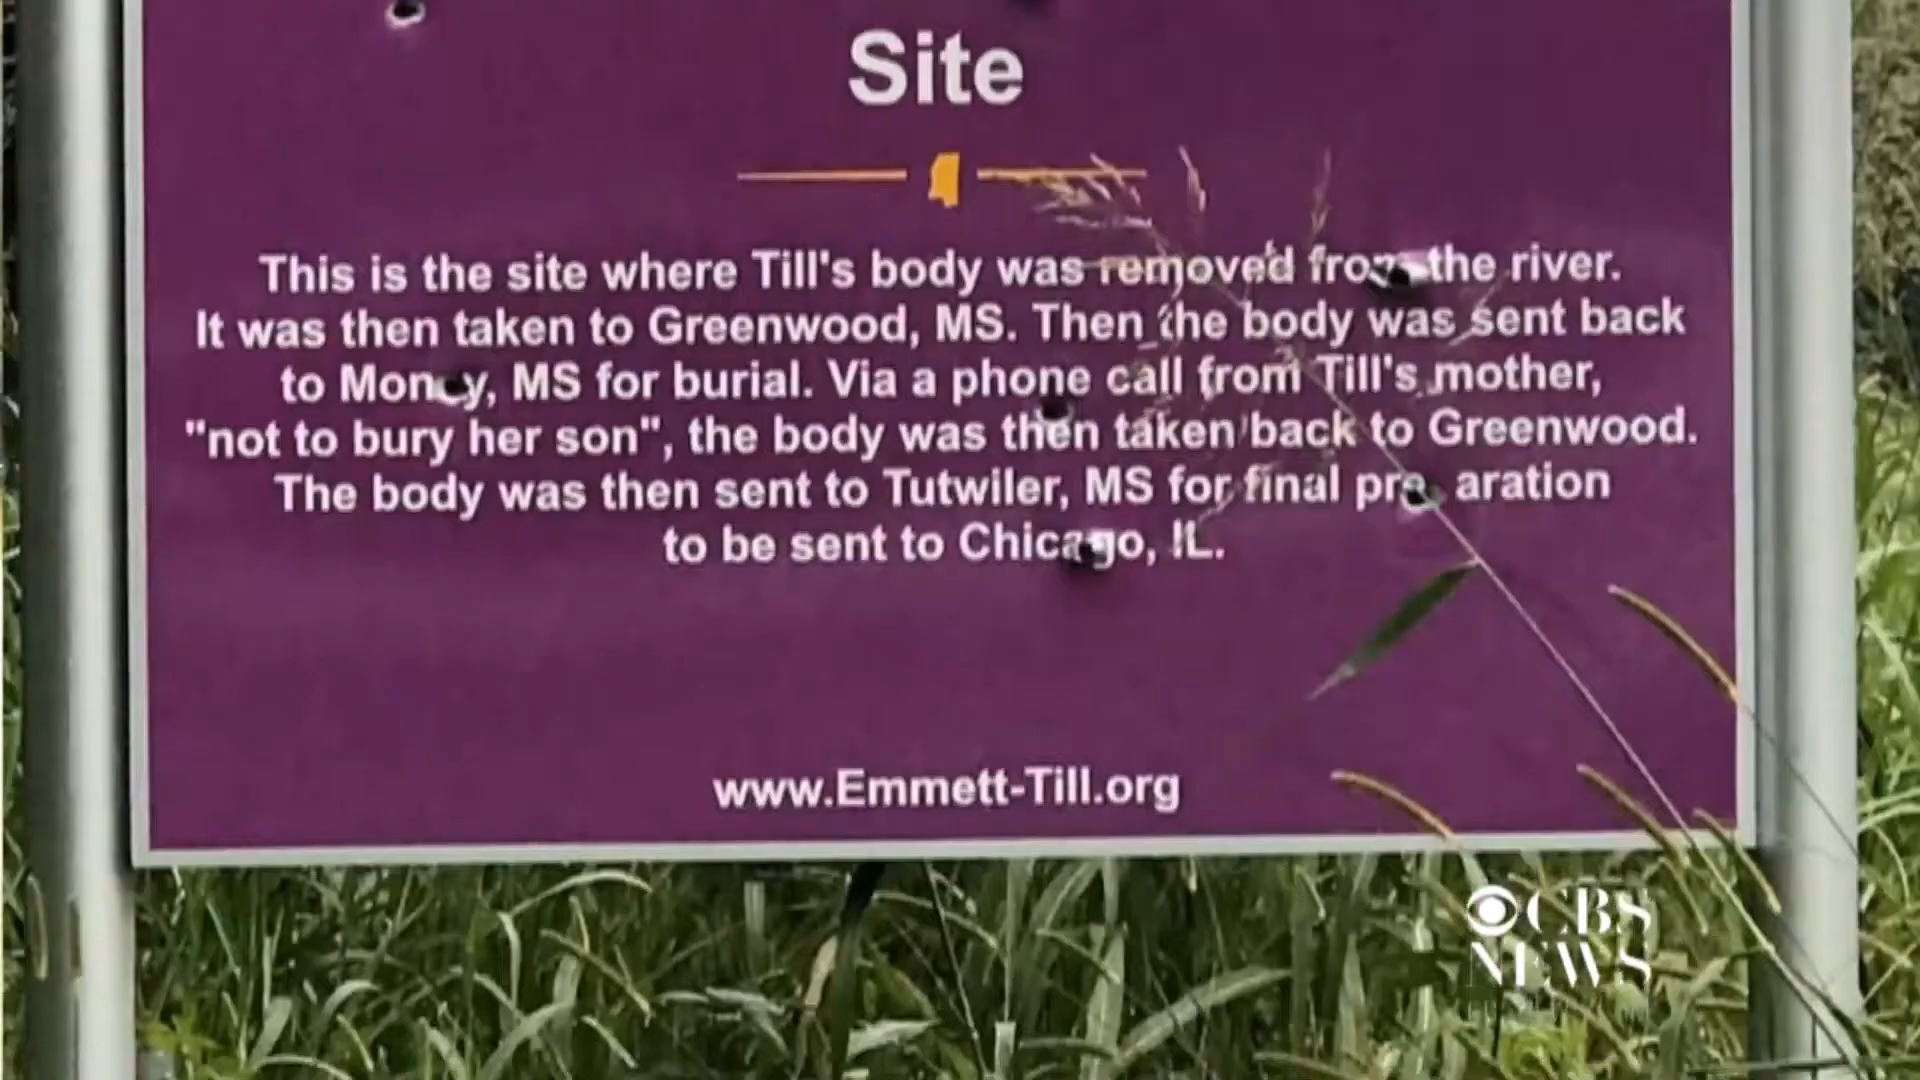 Site
This is the site where Till's body was removed from the river.
It was then taken to Greenwood, MS. Then the body was sent back
to Money, MS for burial. Via a phone call from Till's mother,
"not to bury her son", the body was then taken back to Greenwood.
The body was then sent to Tutwiler, MS for final preparation
to be sent to Chicago, IL.
www.Emmett-Till.org
CBS
NEWS